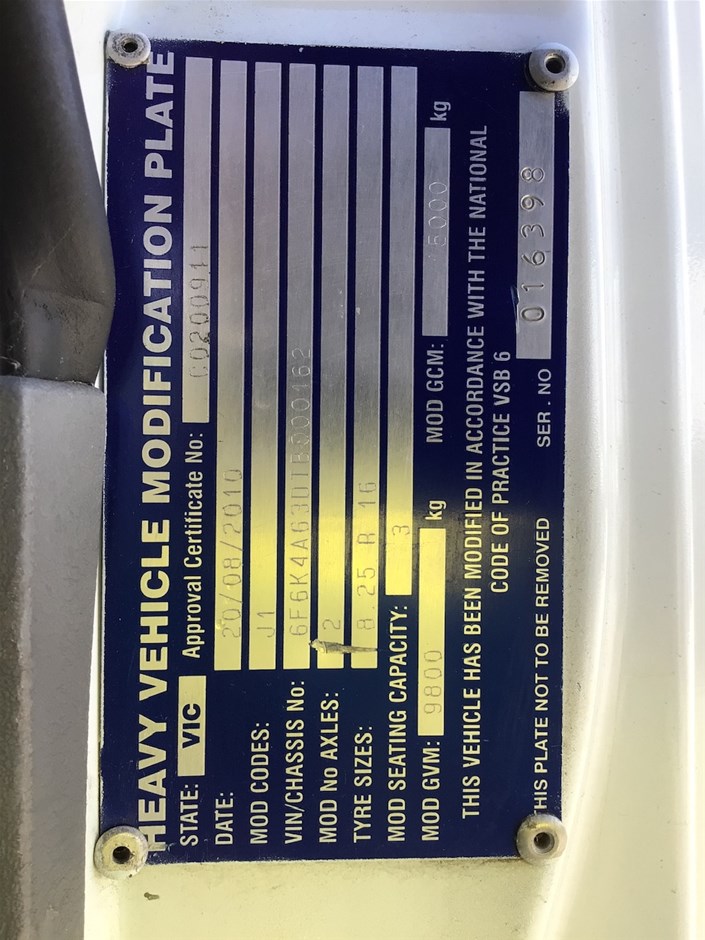 HEAVY VEHICLE MODIFICATION PLATE
STATE: VIC Approval Certificate No: CO200911
DATE: 20/08/2010
MOD CODES: J1
VIN/CHASSIS No:
MOD No AXLES: 2
TYRE SIZES: 8.25 R 16
MOD SEATING CAPACITY: 3
MOD GVM: 9800 kg MOD GCM: kg
THIS VEHICLE HAS BEEN MODIFIED IN ACCORDANCE WITH THE NATIONAL
CODE OF PRACTICE VSB 6
THIS PLATE NOT TO BE REMOVED SER. NO 016398